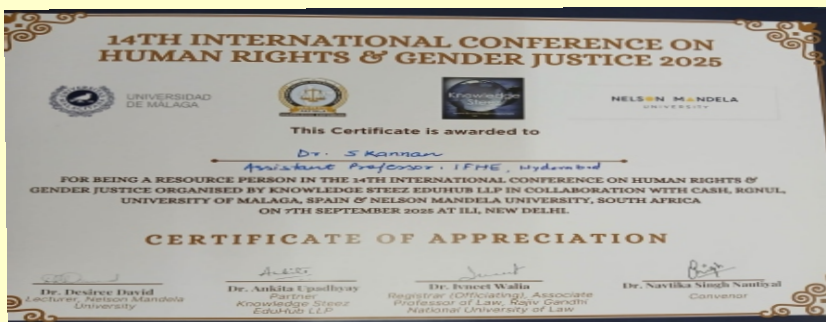 14TH INTERNATIONAL CONFERENCE ON
HUMAN RIGHTS & GENDER JUSTICE 2025
UNIVERSIDAD
DE MÁLAGA
Knowledge
Steez
NELSON MANDELA
UNIVERSITY
This Certificate is awarded to
Dr. S Kannan
Assistant Professor, IFHE, Hyderabad
FOR BEING A RESOURCE PERSON IN THE 14TH INTERNATIONAL CONFERENCE ON HUMAN RIGHTS &
GENDER JUSTICE ORGANISED BY KNOWLEDGE STEEZ EDUHUB LLP IN COLLABORATION WITH CASH, RGNUL,
UNIVERSITY OF MALAGA, SPAIN & NELSON MANDELA UNIVERSITY, SOUTH AFRICA
ON 7TH SEPTEMBER 2025 AT ILI, NEW DELHI.
CERTIFICATE OF APPRECIATION
Dr. Desiree David
Lecturer, Nelson Mandela
University
Ankita
Dr. Ankita Upadhyay
Partner
Knowledge Steez
EduHub LLP
Dr. Ivneet Walia
Registrar (Officiating), Associate
Professor of Law, Rajiv Gandhi
National University of Law
Dr. Navtika Singh Nautiyal
Convenor